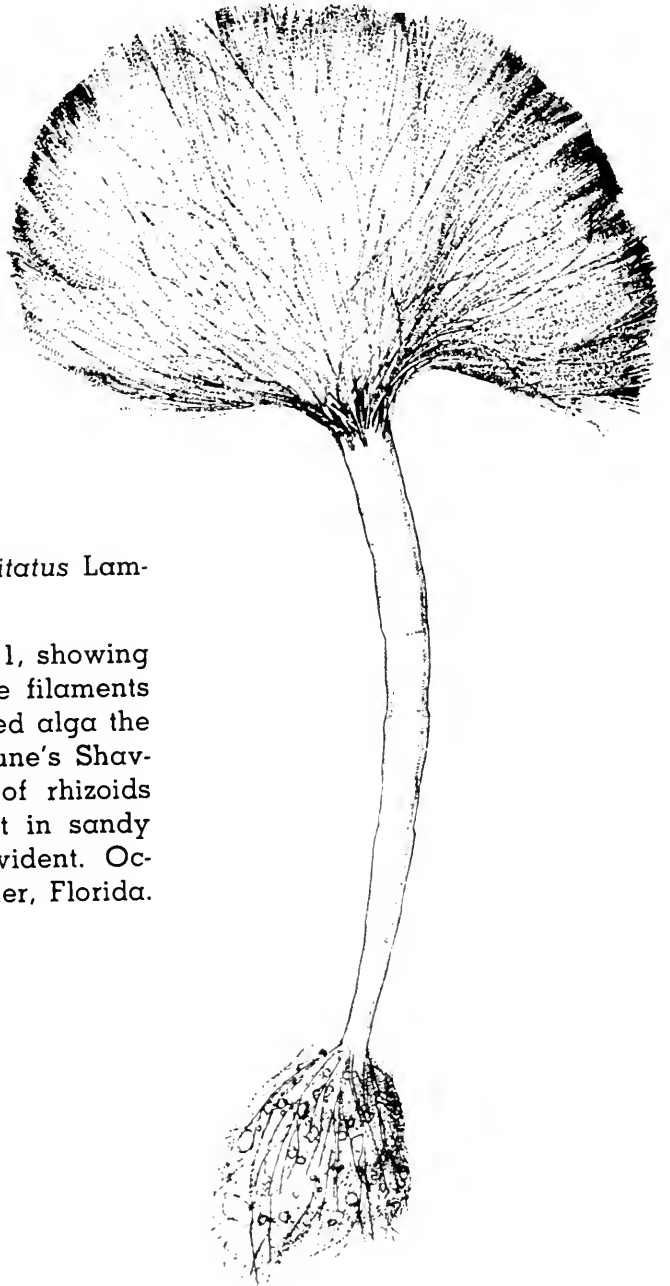 itatus Lam-
1, showing
e filaments
ed alga the
une's Shav-
of rhizoids
t in sandy
vident. Oc-
er, Florida.